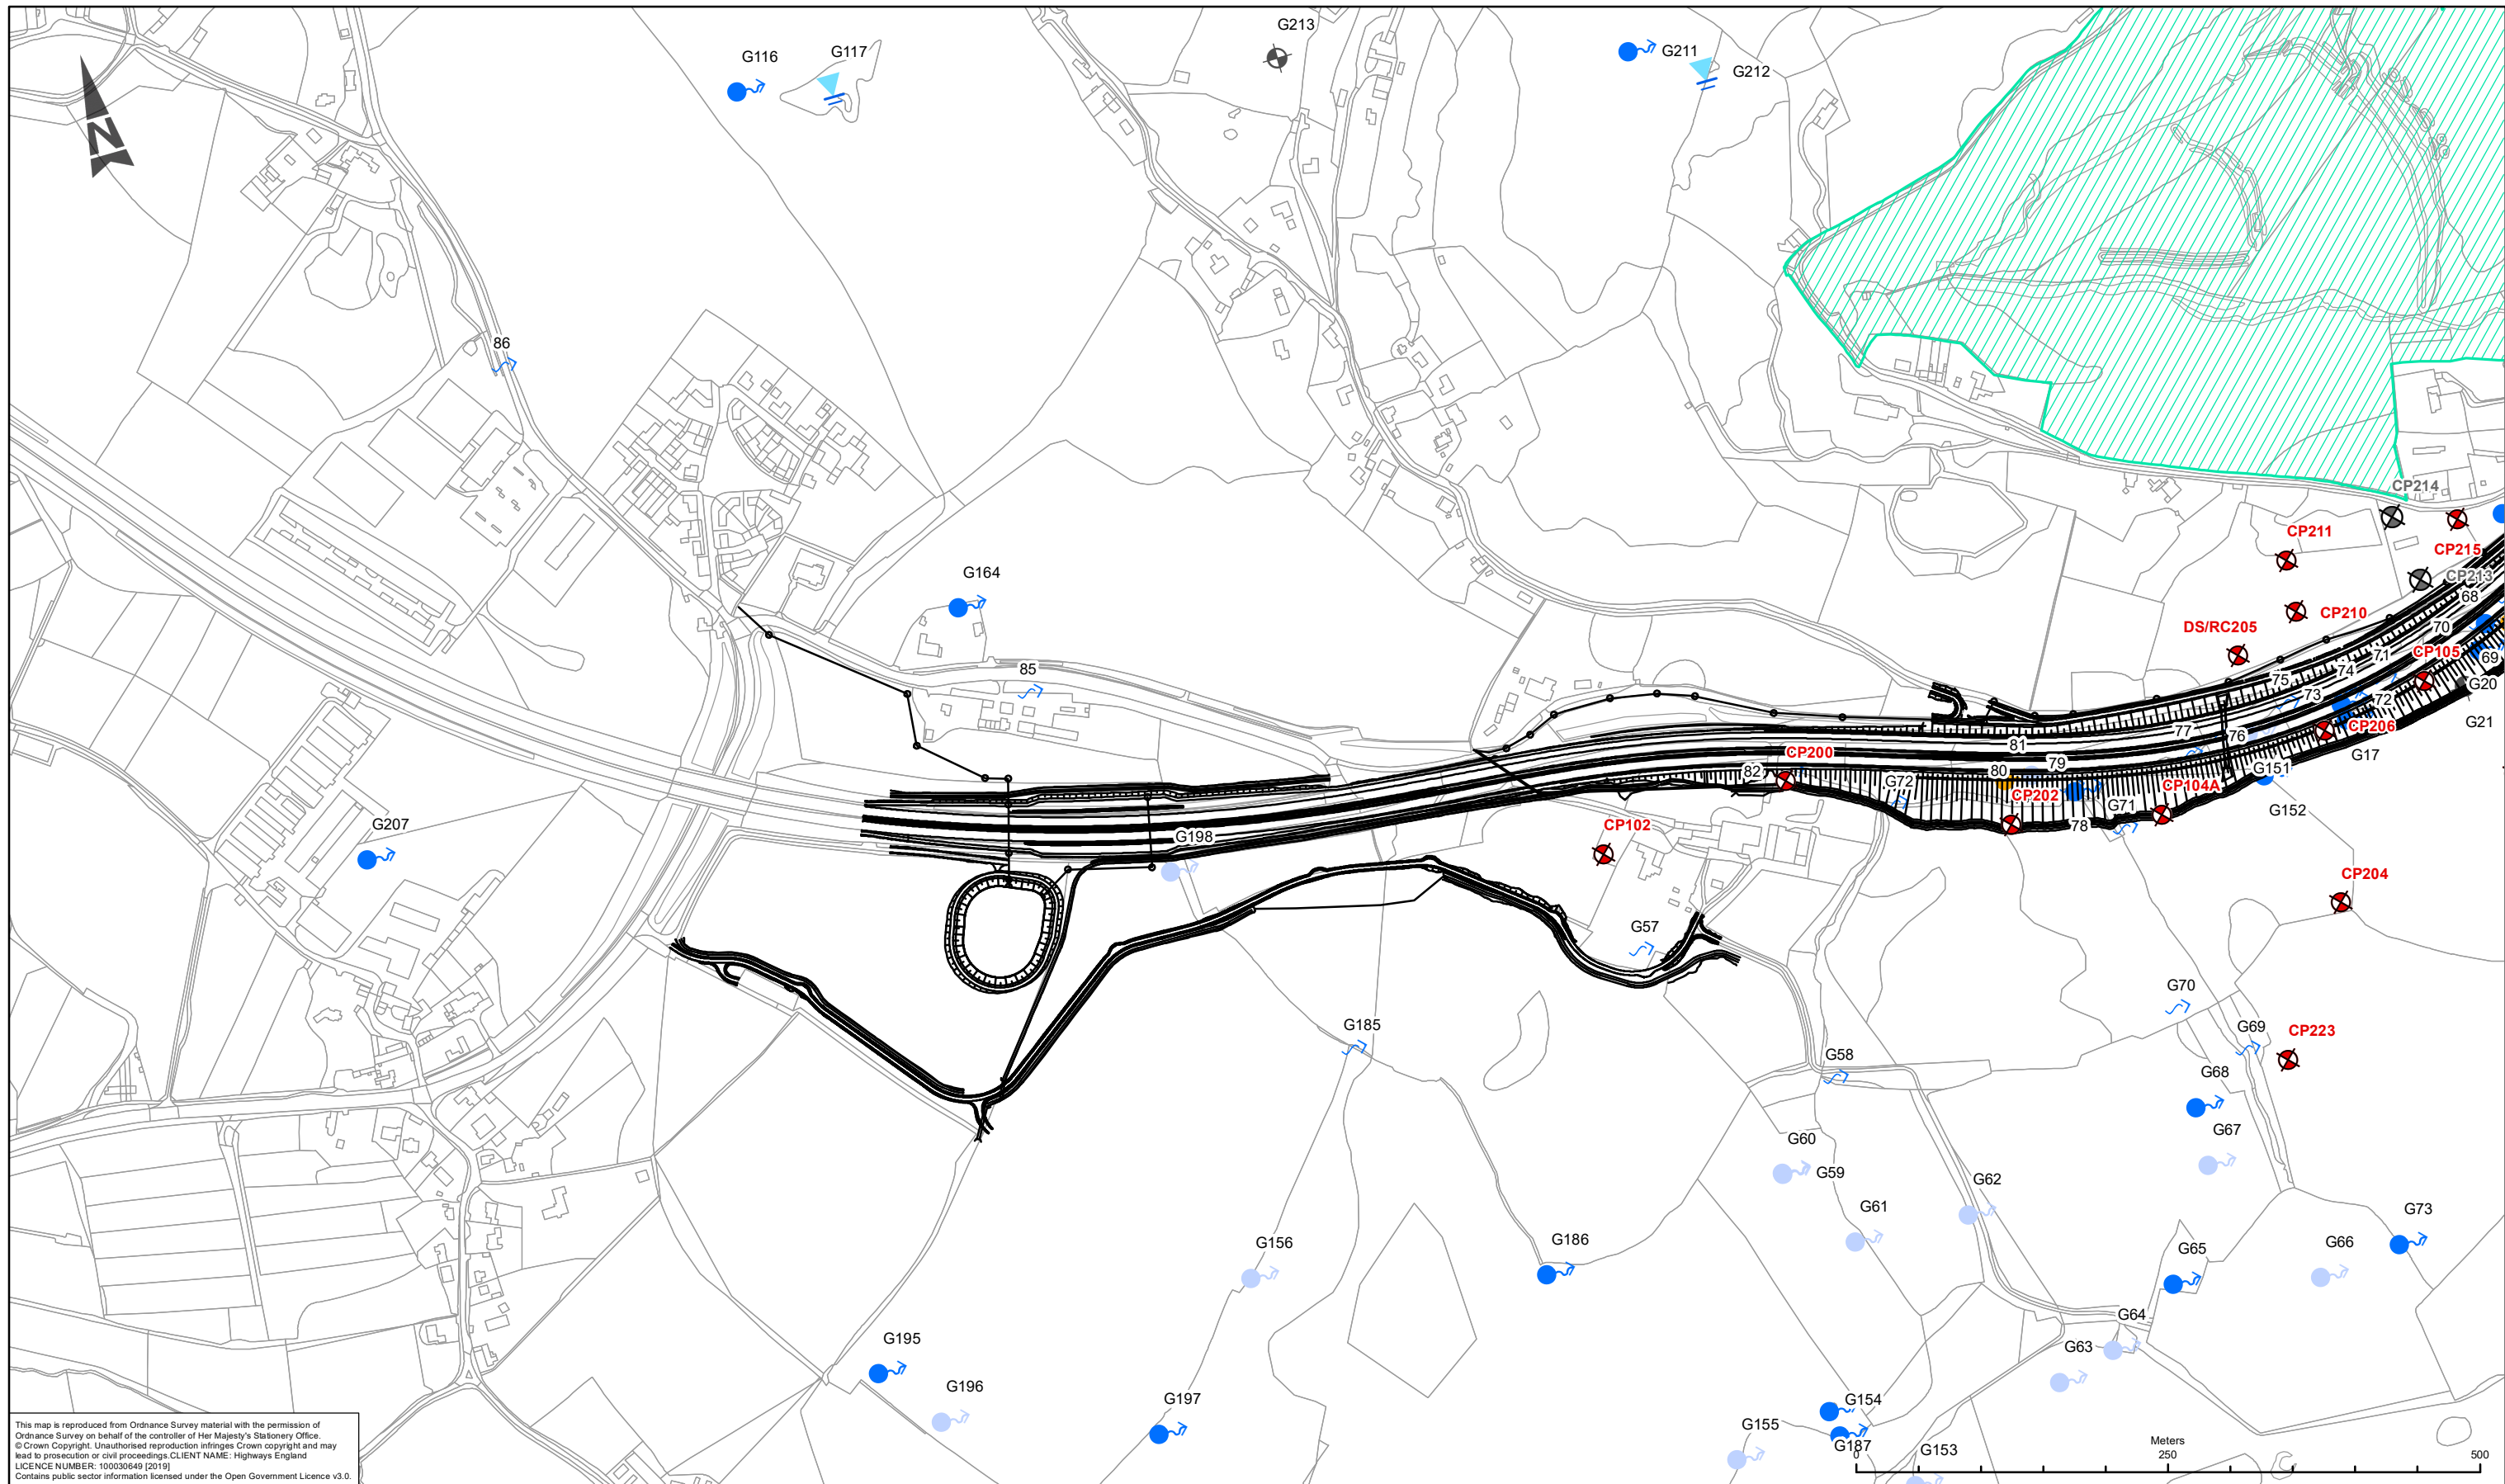 G213
G116
G117
G211
G212
N
86
CP214
CP211
CP215
G164
CP213
68
CP210
70
DS/RC205
71
CP105
69
85
74
75
G20
73
72
G21
77
CP206
76
81
CP200
G17
79
82
80
G151
G72
CP104A
CP202
G152
G71
G207
CP102
78
G198
CP204
G57
G70
G185
G69
CP223
G58
G68
G67
G60
G59
G62
G61
G73
G156
G186
G65
G66
G64
G195
G63
G196
G197
G154
G155
G187
G153
Meters
0 250 500
This map is reproduced from Ordnance Survey material with the permission of
Ordnance Survey on behalf of the controller of Her Majesty's Stationery Office.
© Crown Copyright. Unauthorised reproduction infringes Crown copyright and may
lead to prosecution or civil proceedings.CLIENT NAME: Highways England
LICENCE NUMBER: 100030649 [2019]
Contains public sector information licensed under the Open Government Licence v3.0.